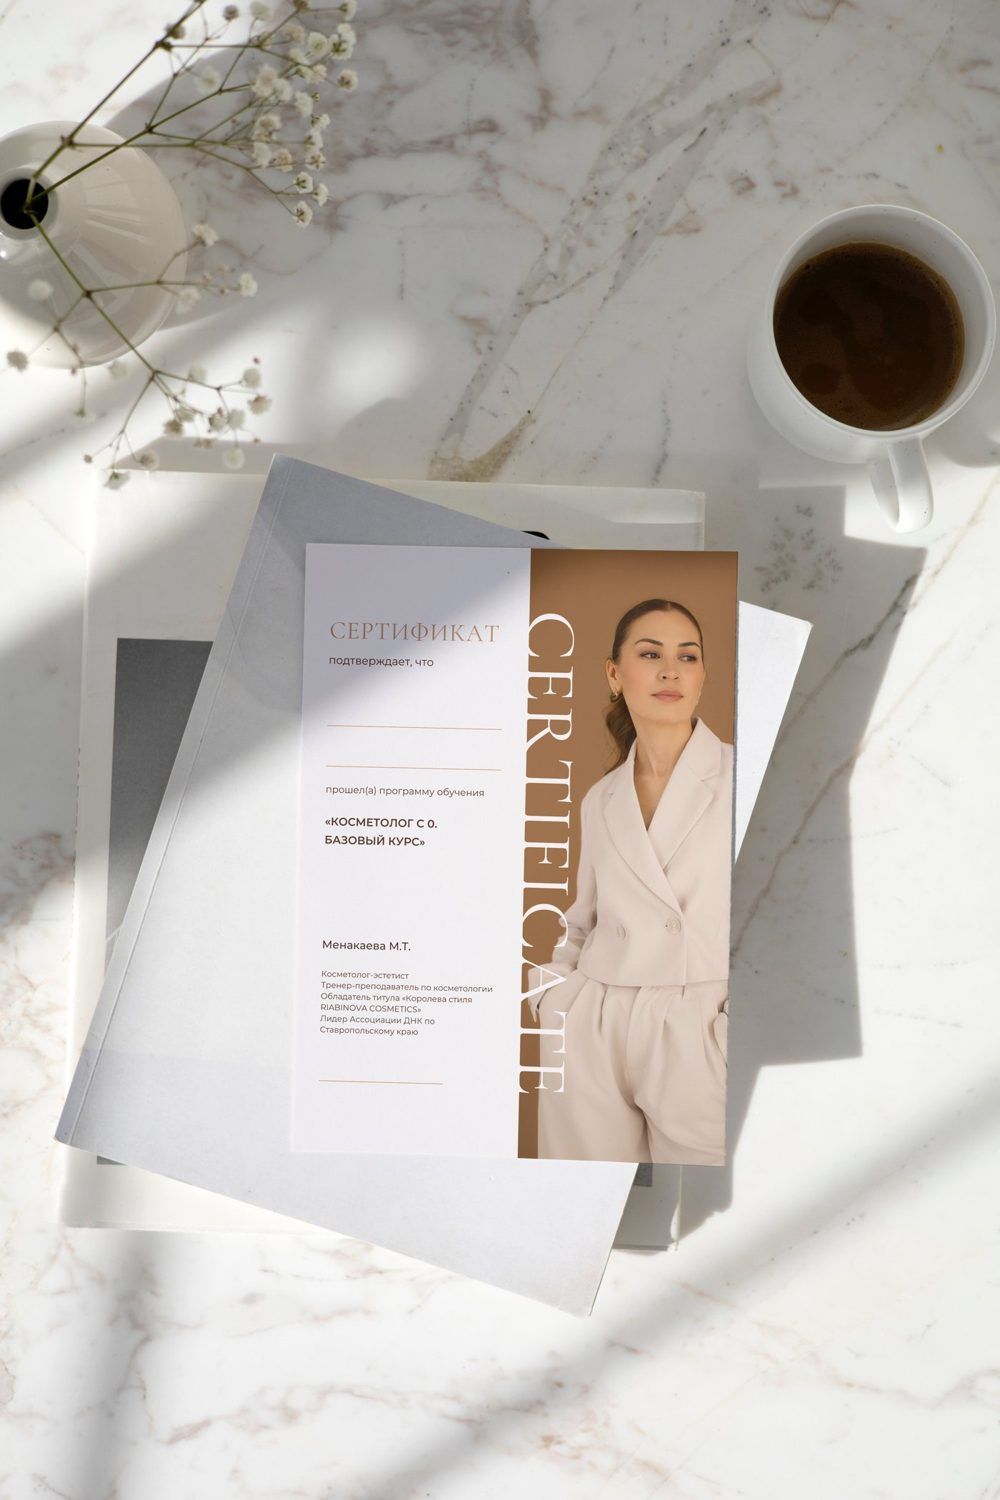 СЕРТИФИКАТ
подтверждает, что
прошел(а) программу обучения
«КОСМЕТОЛОГ С 0.
БАЗОВЫЙ КУРС»
Менакаева М.Т.
Косметолог-эстетист
Тренер-преподаватель по косметологии
Обладатель титула «Королева стиля
RIABINOVA COSMETICS»
Лидер Ассоциации ДНК по
Ставропольскому краю
CERTIFICATE